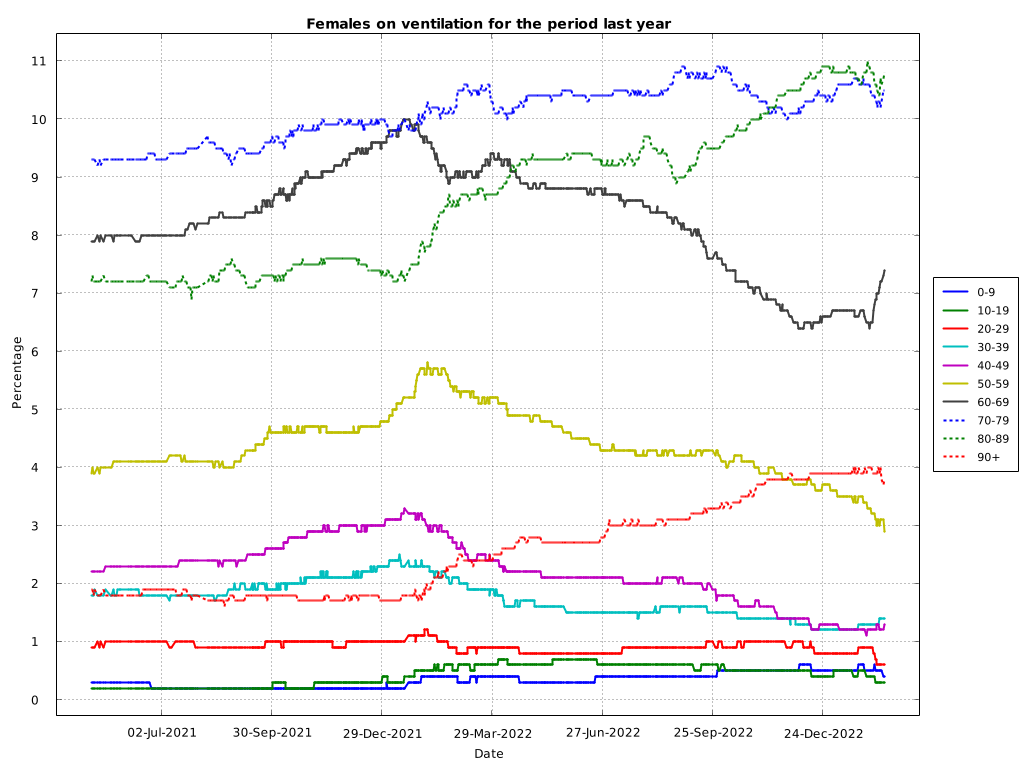 Females on ventilation for the period last year
Percentage
11
10
9
8
7
6
5
4
3
2
1
0
02-Jul-2021
30-Sep-2021
29-Dec-2021
29-Mar-2022
27-Jun-2022
25-Sep-2022
24-Dec-2022
Date
0-9
10-19
20-29
30-39
40-49
50-59
60-69
70-79
80-89
90+